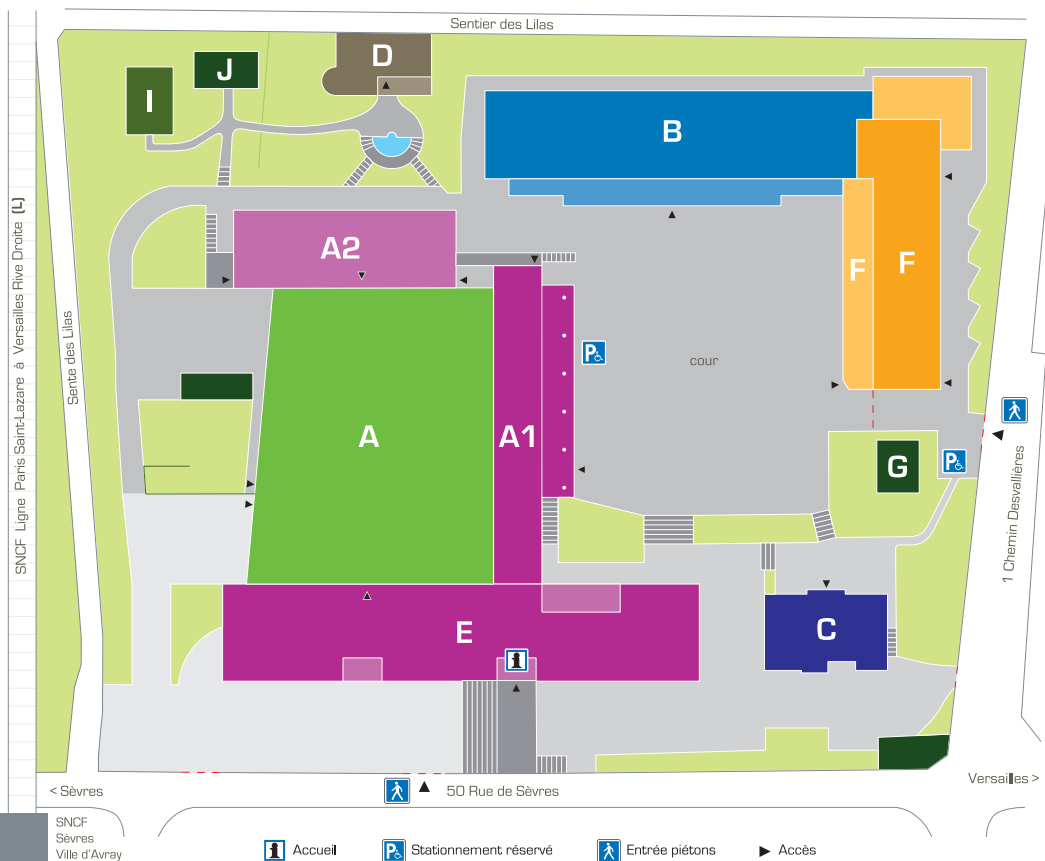 Sentier des Lilas
D
J
I
B
A2
F
F
SNCF Ligne Paris Saint-Lazare à Versailles Rive Droite (L)
Sente des Lilas
P
cour
A
A1
G
P
1 Chemin Desvallières
E
C
i
< Sèvres
50 Rue de Sèvres
Versailles >
SNCF
Sèvres
Ville d'Avray
i Accueil
P Stationnement réservé
Entrée piétons
Accès